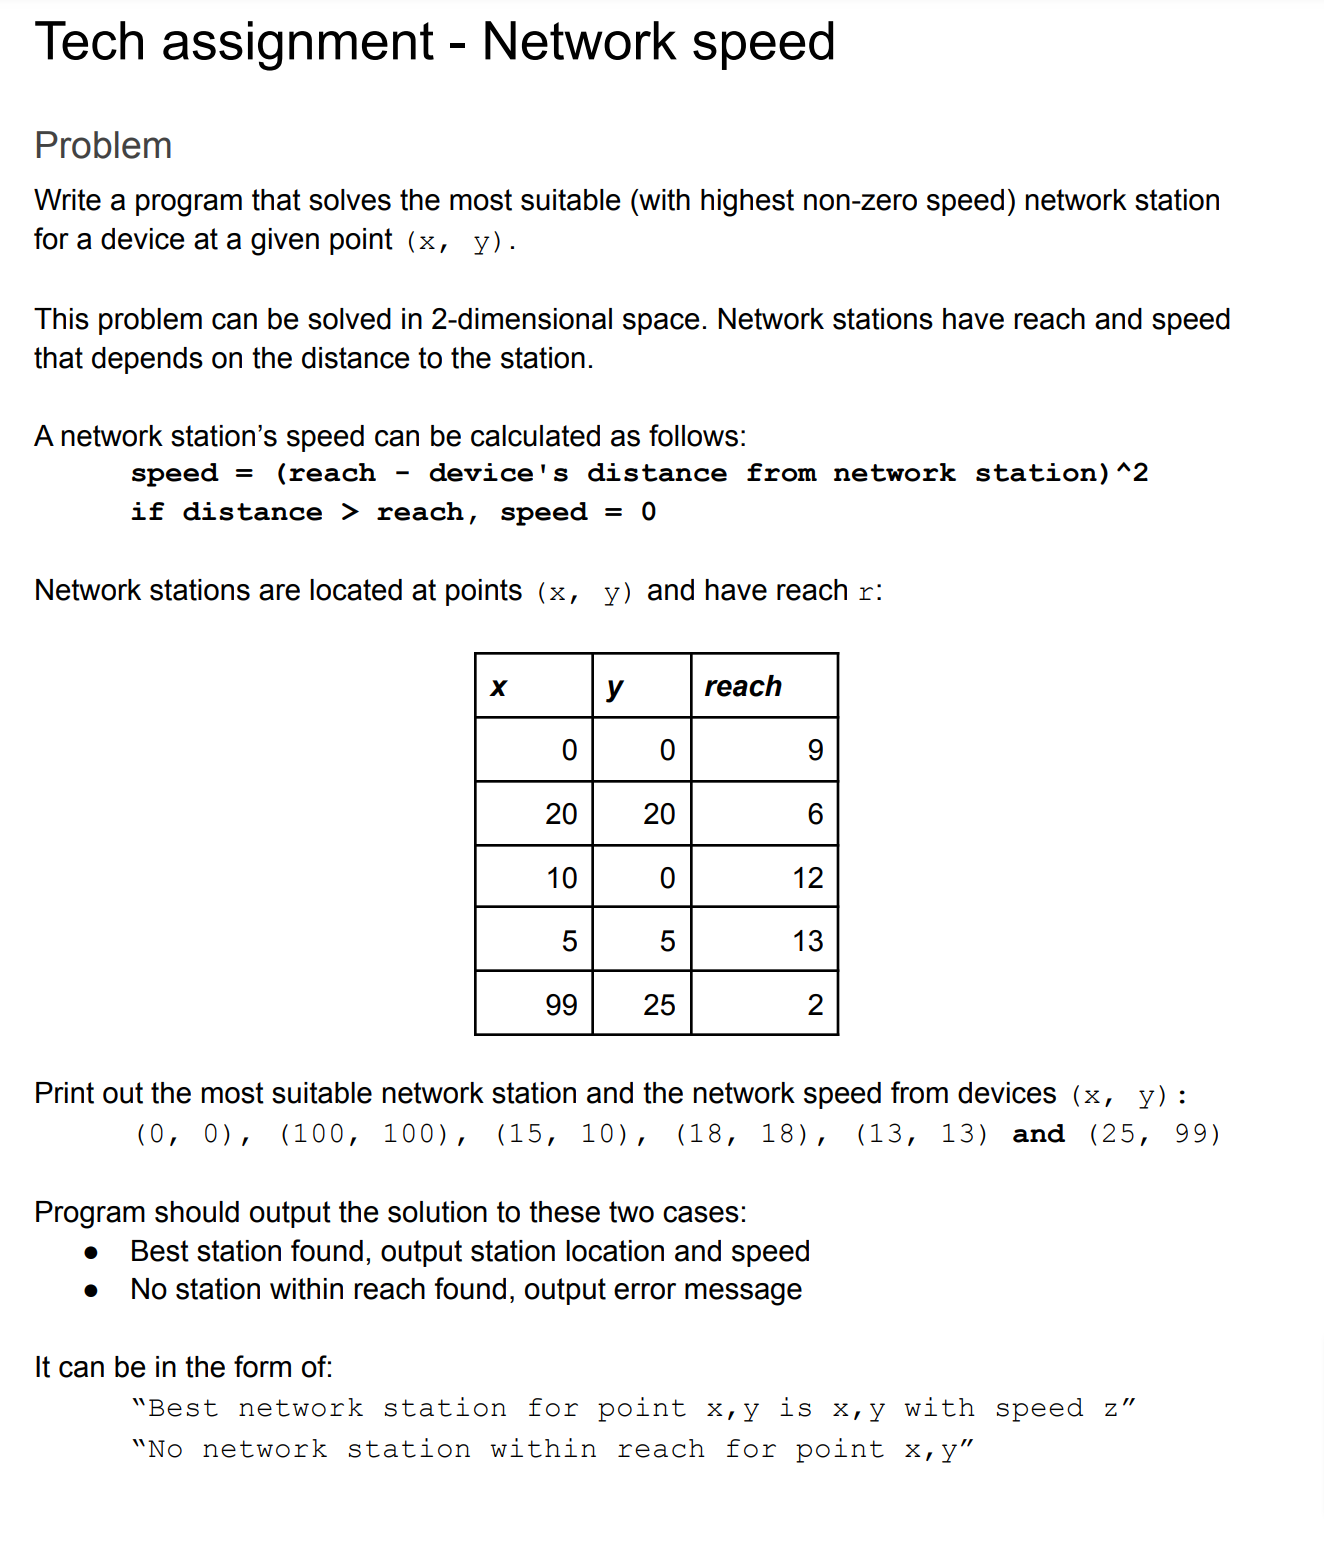 Tech assignment - Network speed
Problem
Write a program that solves the most suitable (with highest non-zero speed) network station
for a device at a given point (x, y).
This problem can be solved in 2-dimensional space. Network stations have reach and speed
that depends on the distance to the station.
A network station’s speed can be calculated as follows:
speed = (reach - device's distance from network station)^2
if distance > reach, speed = 0
Network stations are located at points (x, y) and have reach r:
x y reach
0 0 9
20 20 6
10 0 12
5 5 13
99 25 2
Print out the most suitable network station and the network speed from devices (x, y):
(0, 0), (100, 100), (15, 10), (18, 18), (13, 13) and (25, 99)
Program should output the solution to these two cases:
● Best station found, output station location and speed
● No station within reach found, output error message
It can be in the form of:
“Best network station for point x,y is x,y with speed z”
“No network station within reach for point x,y”